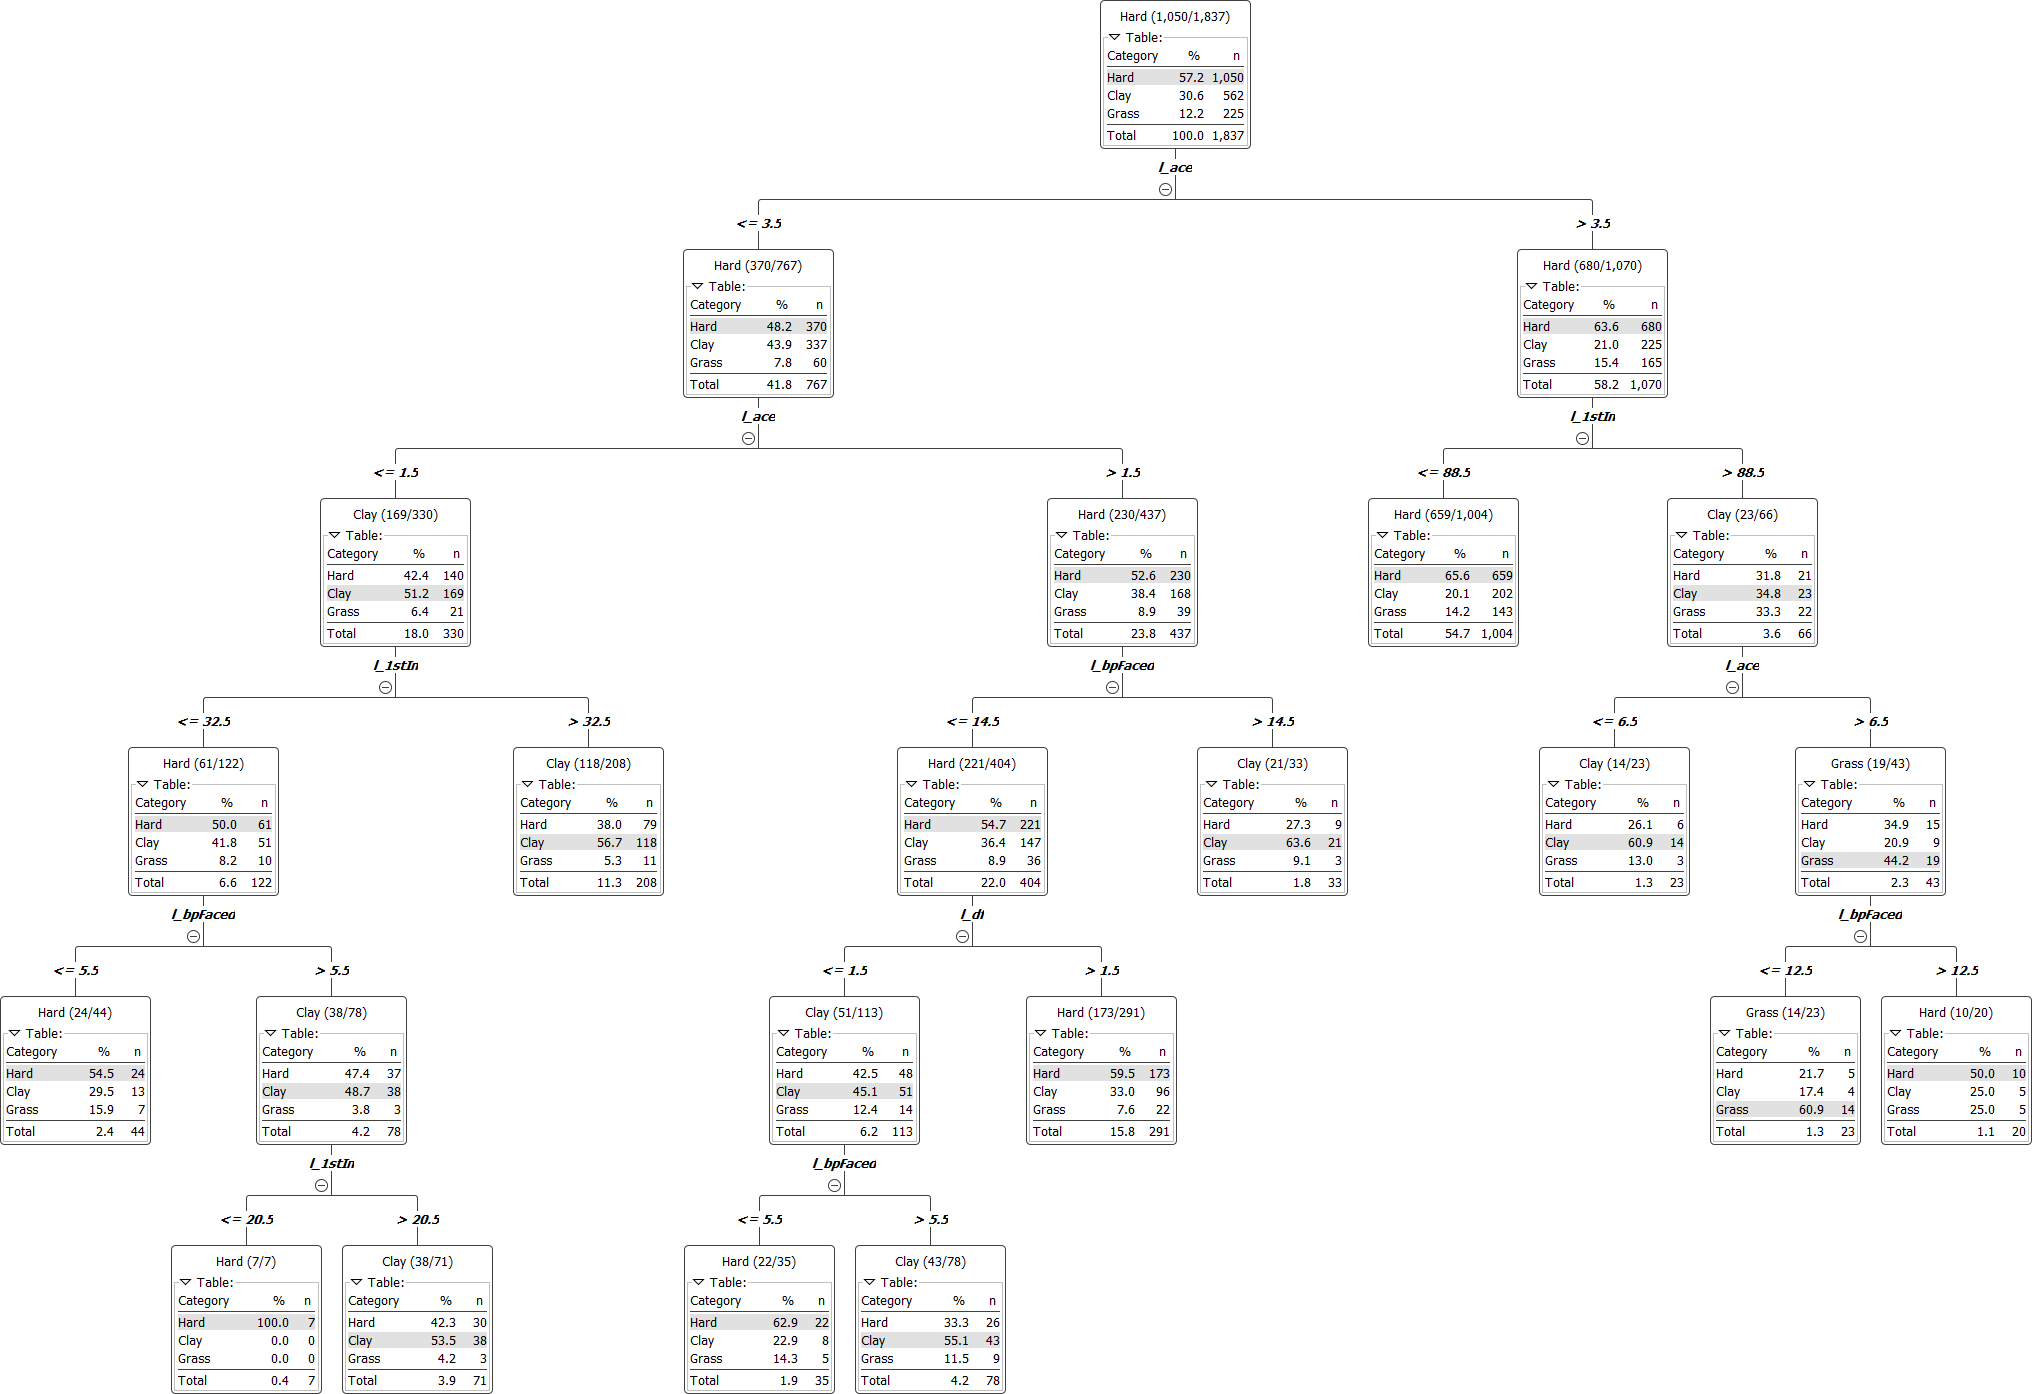 Hard (1,050/1,837)
Table:
Category % n
Hard 57.2 1,050
Clay 30.6 562
Grass 12.2 225
Total 100.0 1,837
l_ace
<= 3.5
> 3.5
Hard (370/767)
Table:
Category % n
Hard 48.2 370
Clay 43.9 337
Grass 7.8 60
Total 41.8 767
l_ace
Hard (680/1,070)
Table:
Category % n
Hard 63.6 680
Clay 21.0 225
Grass 15.4 165
Total 58.2 1,070
l_1stIn
<= 1.5
> 1.5
<= 88.5
> 88.5
Clay (169/330)
Table:
Category % n
Hard 42.4 140
Clay 51.2 169
Grass 6.4 21
Total 18.0 330
l_1stIn
Hard (230/437)
Table:
Category % n
Hard 52.6 230
Clay 38.4 168
Grass 8.9 39
Total 23.8 437
l_bpFaced
Hard (659/1,004)
Table:
Category % n
Hard 65.6 659
Clay 20.1 202
Grass 14.2 143
Total 54.7 1,004
Clay (23/66)
Table:
Category % n
Hard 31.8 21
Clay 34.8 23
Grass 33.3 22
Total 3.6 66
l_ace
<= 32.5
> 32.5
<= 14.5
> 14.5
<= 6.5
> 6.5
Hard (61/122)
Table:
Category % n
Hard 50.0 61
Clay 41.8 51
Grass 8.2 10
Total 6.6 122
l_bpFaced
Clay (118/208)
Table:
Category % n
Hard 38.0 79
Clay 56.7 118
Grass 5.3 11
Total 11.3 208
Hard (221/404)
Table:
Category % n
Hard 54.7 221
Clay 36.4 147
Grass 8.9 36
Total 22.0 404
l_df
Clay (21/33)
Table:
Category % n
Hard 27.3 9
Clay 63.6 21
Grass 9.1 3
Total 1.8 33
Clay (14/23)
Table:
Category % n
Hard 26.1 6
Clay 60.9 14
Grass 13.0 3
Total 1.3 23
Grass (19/43)
Table:
Category % n
Hard 34.9 15
Clay 20.9 9
Grass 44.2 19
Total 2.3 43
l_bpFaced
<= 5.5
> 5.5
<= 1.5
> 1.5
<= 12.5
> 12.5
Hard (24/44)
Table:
Category % n
Hard 54.5 24
Clay 29.5 13
Grass 15.9 7
Total 2.4 44
Clay (38/78)
Table:
Category % n
Hard 47.4 37
Clay 48.7 38
Grass 3.8 3
Total 4.2 78
l_1stIn
Clay (51/113)
Table:
Category % n
Hard 42.5 48
Clay 45.1 51
Grass 12.4 14
Total 6.2 113
l_bpFaced
Hard (173/291)
Table:
Category % n
Hard 59.5 173
Clay 33.0 96
Grass 7.6 22
Total 15.8 291
Grass (14/23)
Table:
Category % n
Hard 21.7 5
Clay 17.4 4
Grass 60.9 14
Total 1.3 23
Hard (10/20)
Table:
Category % n
Hard 50.0 10
Clay 25.0 5
Grass 25.0 5
Total 1.1 20
<= 20.5
> 20.5
<= 5.5
> 5.5
Hard (7/7)
Table:
Category % n
Hard 100.0 7
Clay 0.0 0
Grass 0.0 0
Total 0.4 7
Clay (38/71)
Table:
Category % n
Hard 42.3 30
Clay 53.5 38
Grass 4.2 3
Total 3.9 71
Hard (22/35)
Table:
Category % n
Hard 62.9 22
Clay 22.9 8
Grass 14.3 5
Total 1.9 35
Clay (43/78)
Table:
Category % n
Hard 33.3 26
Clay 55.1 43
Grass 11.5 9
Total 4.2 78